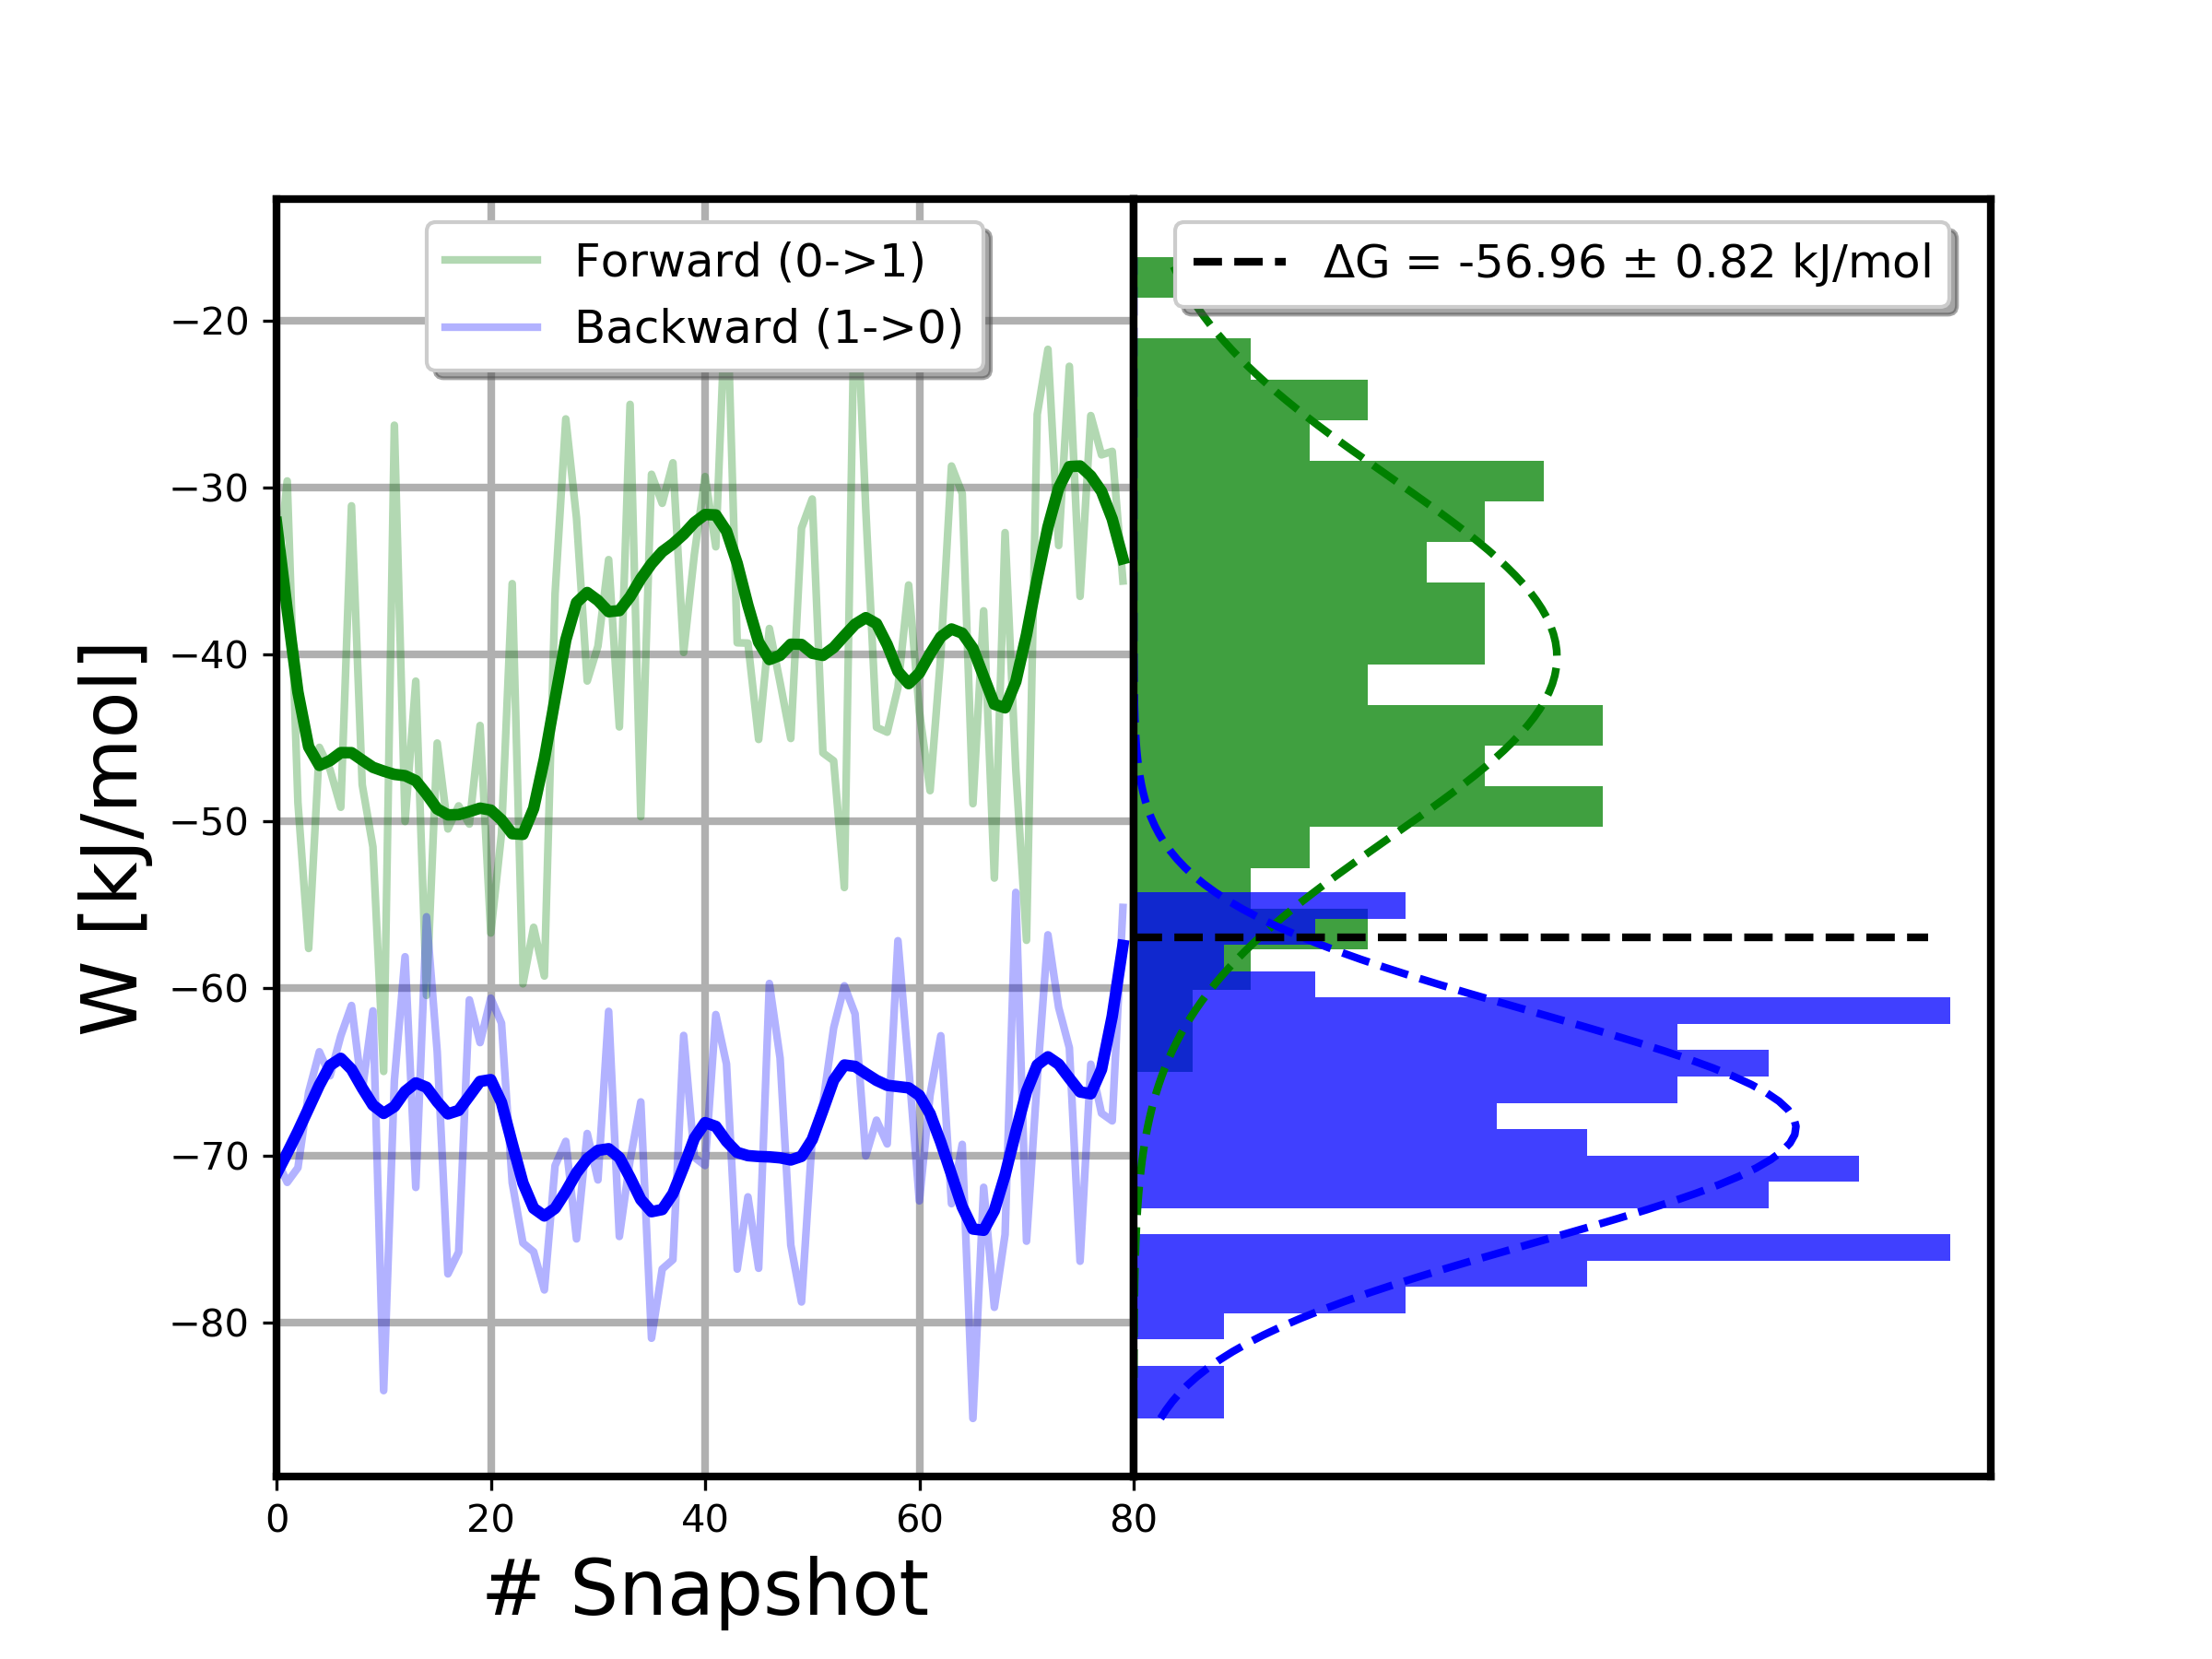 Forward (0->1)
Backward (1->0)
ΔG = -56.96 ± 0.82 kJ/mol
W [kJ/mol]
−20
−30
−40
−50
−60
−70
−80
0 20 40 60 80
# Snapshot